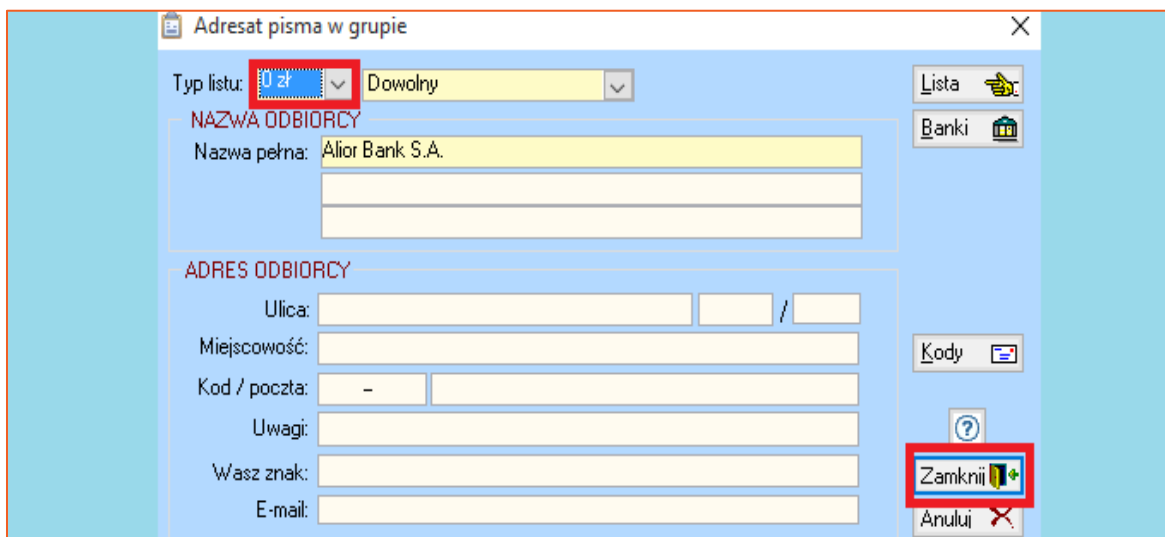 Adresat pisma w grupie
Typ listu: 0 zł Dowolny
Lista
NAZWA ODBIORCY
Banki
Nazwa pełna: Alior Bank S.A.
ADRES ODBIORCY
Ulica: /
Miejscowość:
Kody
Kod / poczta: –
Uwagi:
Wasz znak:
Zamknij
E-mail:
Anuluj